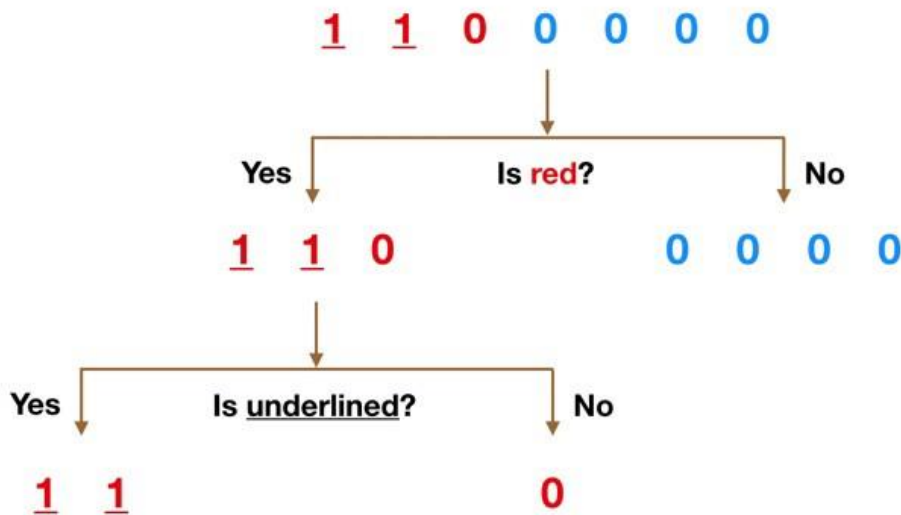 1 1 0 0 0 0 0
Yes Is red? No
1 1 0 0 0 0 0
Yes Is underlined? No
1 1 0